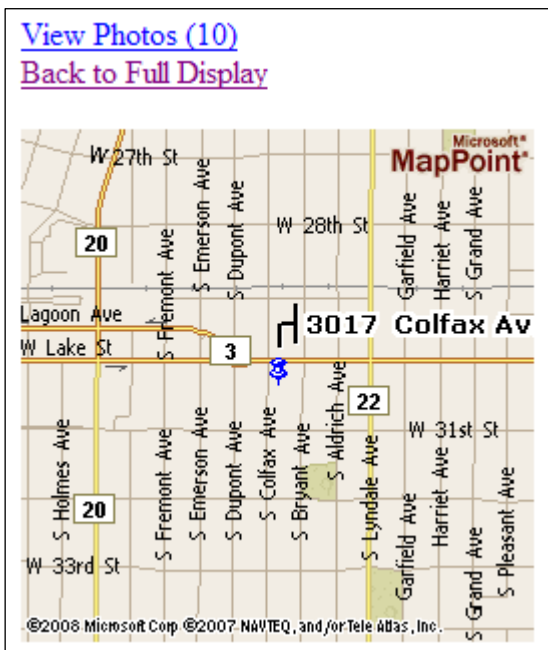 View Photos (10)
Back to Full Display
Microsoft®
MapPoint®
W 27th St
20
S Emerson Ave
S Dupont Ave
W 28th St
Garfield Ave
Harriet Ave
S Grand Ave
S Fremont Ave
Lagoon Ave
3017 Colfax Av
W Lake St
3
22
S Aldrich Ave
W 31st St
S Holmes Ave
S Fremont Ave
S Emerson Ave
S Dupont Ave
S Colfax Ave
S Bryant Ave
S Lyndale Ave
Garfield Ave
Harriet Ave
S Grand Ave
S Pleasant Ave
20
W 33rd St
©2008 Microsoft Corp ©2007 NAVTEQ, and/or Tele Atlas, Inc.